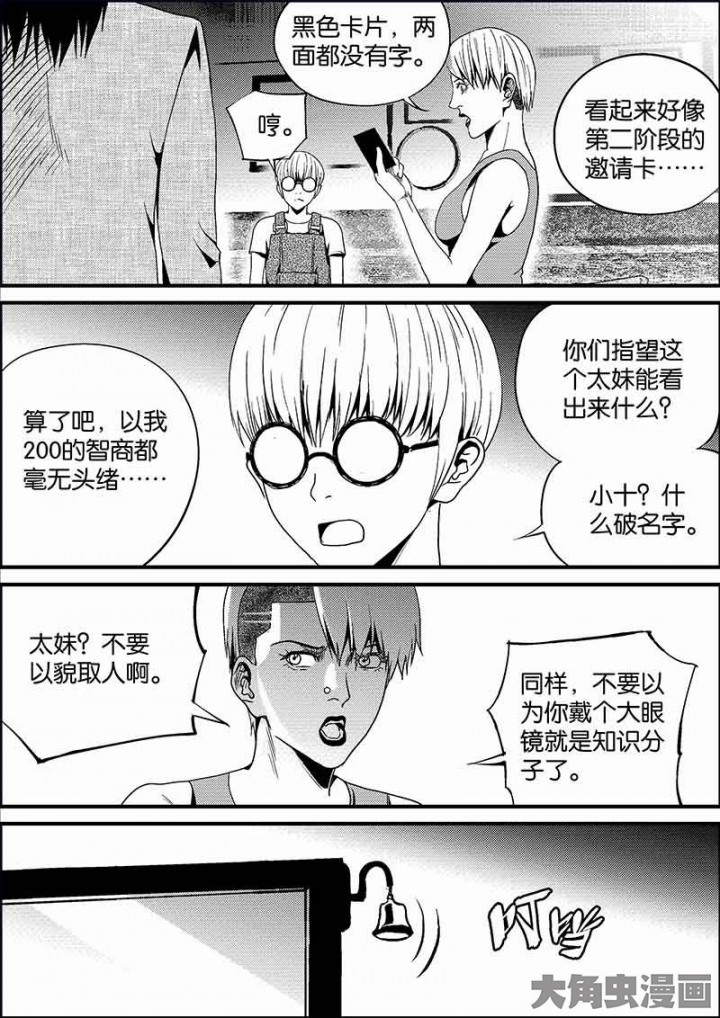 黑色卡片，两
面都没有字。
看起来好像
第二阶段的
邀请卡……
哼。
你们指望这
个太妹能看
出来什么？
小十？什
么破名字。
算了吧，以我
200的智商都
毫无头绪……
太妹？不要
以貌取人啊。
同样，不要以
为你戴个大眼
镜就是知识分
子了。
叮当
大角虫漫画